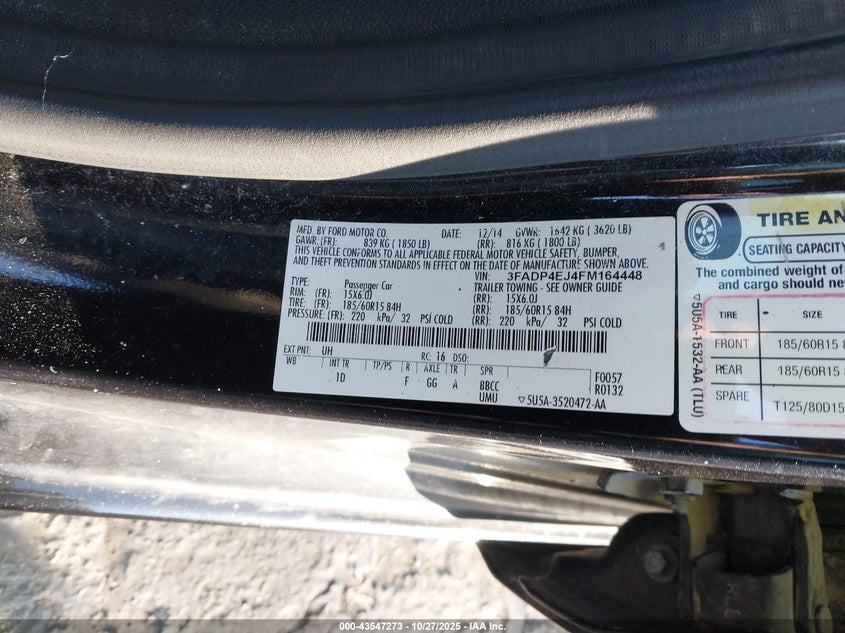 MFD. BY FORD MOTOR CO. DATE: 12/14 GVWR: 1642 KG ( 3620 LB)
GAWR: (FR): 839 KG ( 1850 LB) (RR): 816 KG ( 1800 LB)
THIS VEHICLE CONFORMS TO ALL APPLICABLE FEDERAL MOTOR VEHICLE SAFETY, BUMPER,
AND THEFT PREVENTION STANDARDS IN EFFECT ON THE DATE OF MANUFACTURE SHOWN ABOVE.
VIN: 3FADP4EJ4FM164448
TYPE: Passenger Car TRAILER TOWING - SEE OWNER GUIDE
RIM: (FR): 15X6.0J (RR): 15X6.0J
TIRE: (FR): 185/60R15 84H (RR): 185/60R15 84H
PRESSURE: (FR): 220 kPa/ 32 PSI COLD (RR): 220 kPa/ 32 PSI COLD
EXT PNT: UH RC: 16 DSO:
WB INT TR TP/PS R AXLE TR SPR F0057
1D F GG A BBCC R0132
UMU ▽5U5A-3520472-AA
TIRE AN
SEATING CAPACITY
The combined weight of
and cargo should nev
▽5U5A-1532-AA (TLU)
TIRE SIZE
FRONT 185/60R15 8
REAR 185/60R15
SPARE T125/80D15
000-43547273 | 10/27/2025 | IAA Inc.